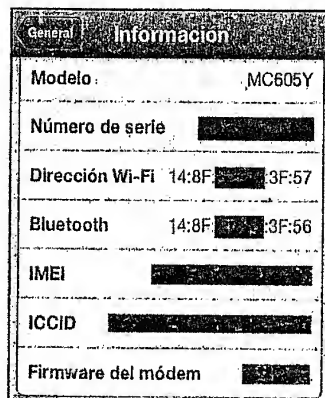 General Información
Modelo MC605Y
Número de serie
Dirección Wi-Fi 14:8F: :3F:57
Bluetooth 14:8F: :3F:56
IMEI
ICCID
Firmware del módem